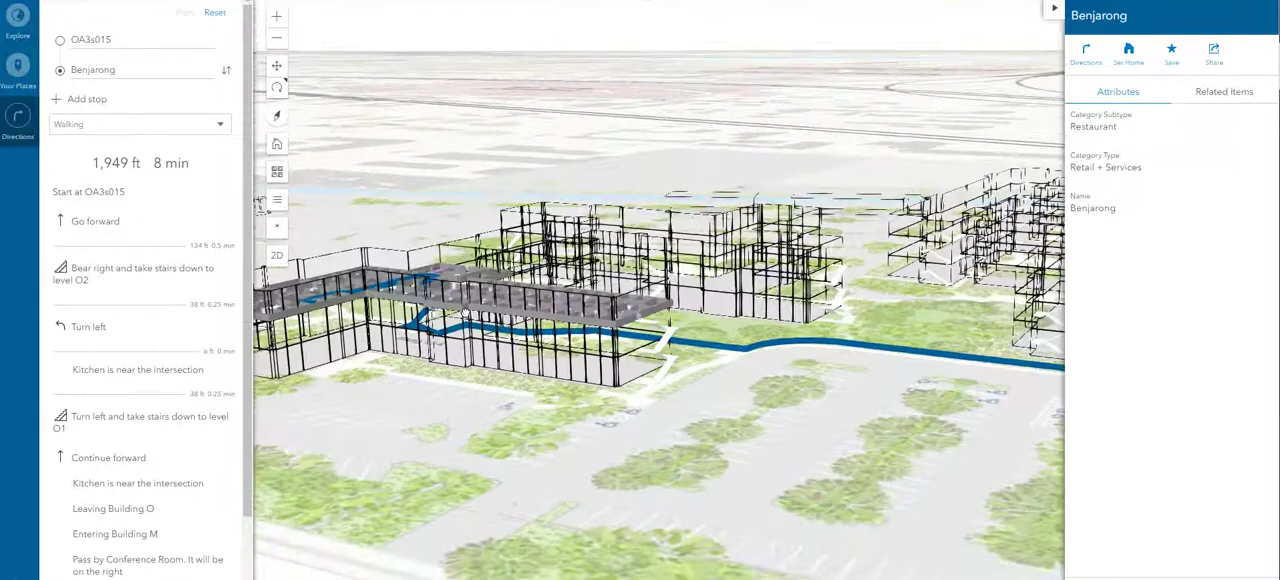 Explore
Your Places
Directions
Print
Reset
OA3s015
Benjarong
Add stop
Walking
1,949 ft 8 min
Start at OA3s015
Go forward
134 ft 0.5 min
Bear right and take stairs down to
level O2
38 ft 0.25 min
Turn left
6 ft 0 min
Kitchen is near the intersection
38 ft 0.25 min
Turn left and take stairs down to level
O1
Continue forward
Kitchen is near the intersection
Leaving Building O
Entering Building M
Pass by Conference Room. It will be
on the right
2D
Benjarong
Directions
Set Home
Save
Share
Attributes
Related Items
Category Subtype
Restaurant
Category Type
Retail + Services
Name
Benjarong